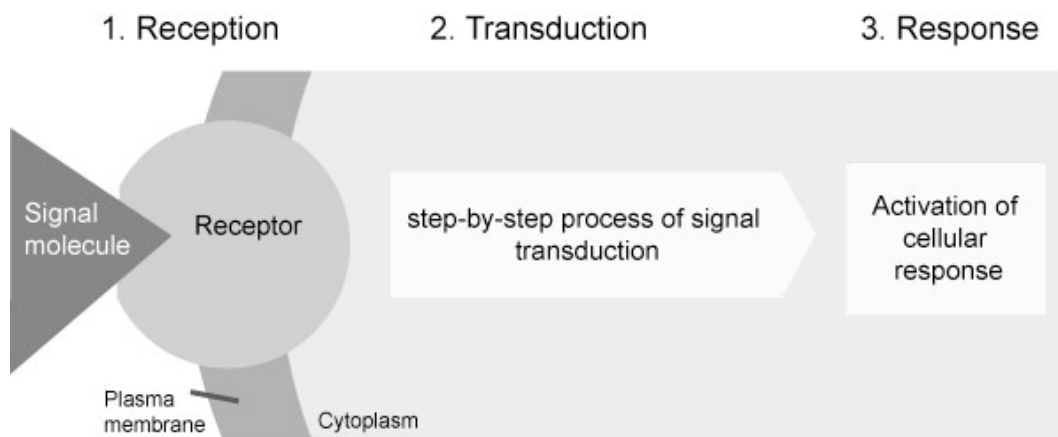 1. Reception
2. Transduction
3. Response
Signal
molecule
Receptor
step-by-step process of signal
transduction
Activation of
cellular
response
Plasma
membrane
Cytoplasm